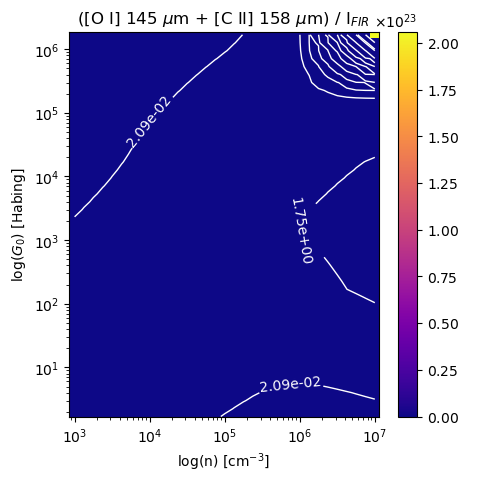 ([O I] 145 μm + [C II] 158 μm) / I_FIR ×10^23
10^6
10^5
10^4
10^3
10^2
10^1
log(G_0) [Habing]
2.09e-02
1.75e+00
2.09e-02
10^3 10^4 10^5 10^6 10^7
log(n) [cm^−3]
2.00
1.75
1.50
1.25
1.00
0.75
0.50
0.25
0.00